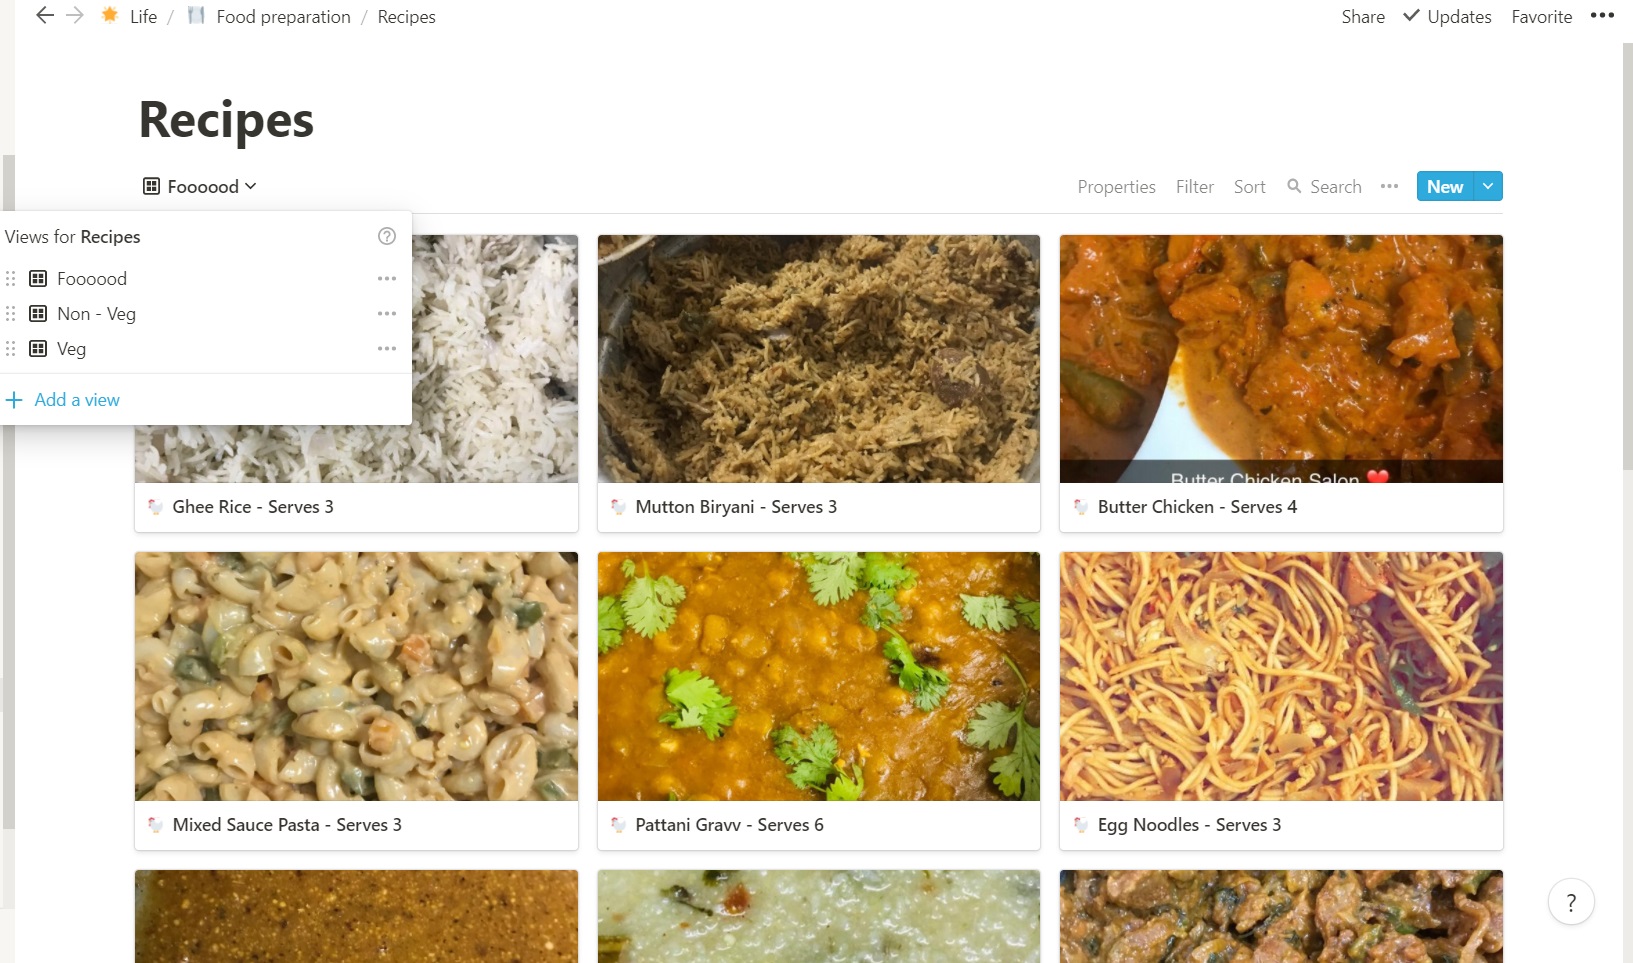 Life / Food preparation / Recipes
Share Updates Favorite
Recipes
Foooood
Properties Filter Sort Search New
Views for Recipes
Foooood
Non - Veg
Veg
Add a view
Butter Chicken Salon
Ghee Rice - Serves 3
Mutton Biryani - Serves 3
Butter Chicken - Serves 4
Mixed Sauce Pasta - Serves 3
Pattani Gravy - Serves 6
Egg Noodles - Serves 3
?